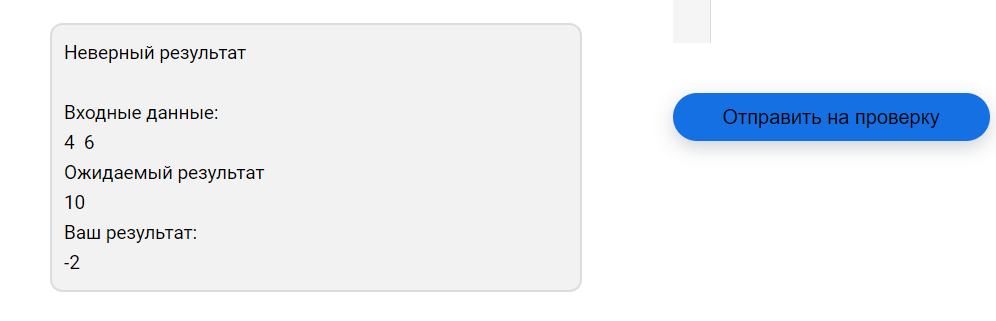 Неверный результат
Входные данные:
4  6
Ожидаемый результат
10
Ваш результат:
-2
Отправить на проверку